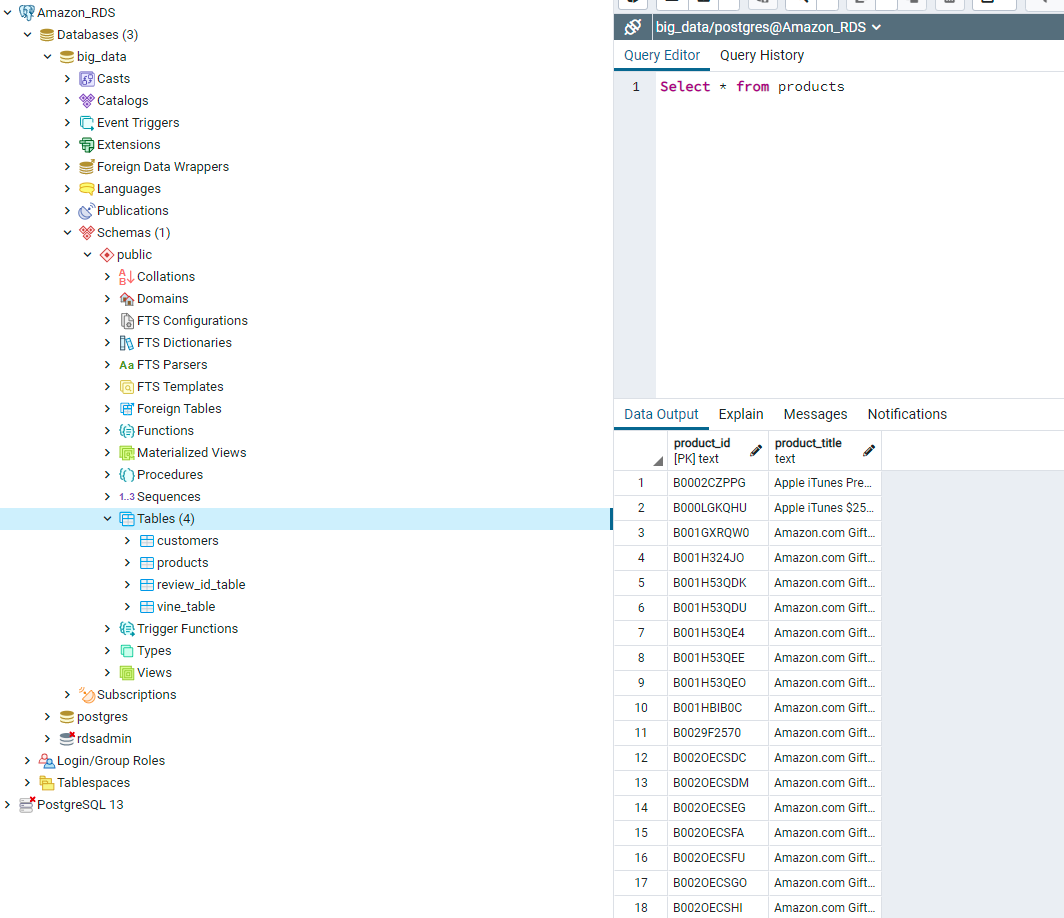 Amazon_RDS
Databases (3)
big_data
Casts
Catalogs
Event Triggers
Extensions
Foreign Data Wrappers
Languages
Publications
Schemas (1)
public
Collations
Domains
FTS Configurations
FTS Dictionaries
Aa FTS Parsers
FTS Templates
Foreign Tables
Functions
Materialized Views
Procedures
1..3 Sequences
Tables (4)
customers
products
review_id_table
vine_table
Trigger Functions
Types
Views
Subscriptions
postgres
rdsadmin
Login/Group Roles
Tablespaces
PostgreSQL 13
big_data/postgres@Amazon_RDS
Query Editor Query History
1 Select * from products
Data Output Explain Messages Notifications
product_id product_title
[PK] text text
1 B0002CZPPG Apple iTunes Pre...
2 B000LGKQHU Apple iTunes $25...
3 B001GXRQW0 Amazon.com Gift...
4 B001H324JO Amazon.com Gift...
5 B001H53QDK Amazon.com Gift...
6 B001H53QDU Amazon.com Gift...
7 B001H53QE4 Amazon.com Gift...
8 B001H53QEE Amazon.com Gift...
9 B001H53QEO Amazon.com Gift...
10 B001HBIB0C Amazon.com Gift...
11 B0029F2570 Amazon.com Gift...
12 B002OECSDC Amazon.com Gift...
13 B002OECSDM Amazon.com Gift...
14 B002OECSEG Amazon.com Gift...
15 B002OECSFA Amazon.com Gift...
16 B002OECSFU Amazon.com Gift...
17 B002OECSGO Amazon.com Gift...
18 B002OECSHI Amazon.com Gift...